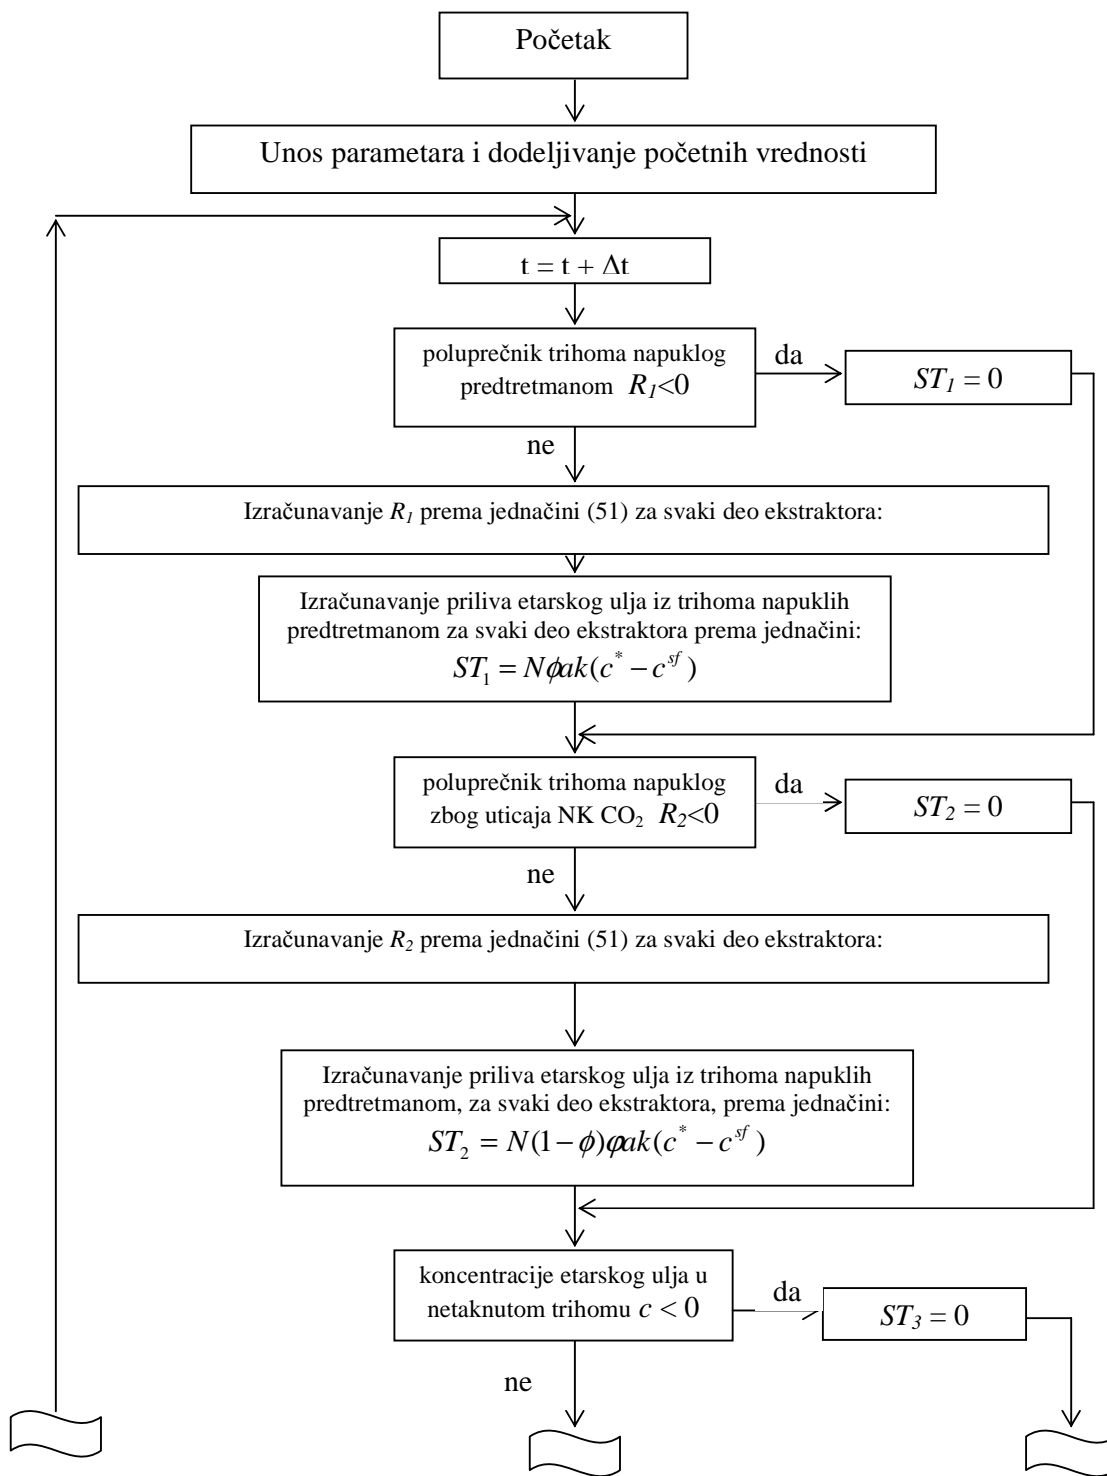 Početak
Unos parametara i dodeljivanje početnih vrednosti
t = t + Δt
poluprečnik trihoma napuklog
predtretmanom R₁<0
da
ST₁ = 0
ne
Izračunavanje R₁ prema jednačini (51) za svaki deo ekstraktora:
Izračunavanje priliva etarskog ulja iz trihoma napuklih
predtretmanom za svaki deo ekstraktora prema jednačini:
ST₁ = Nϕak(c* − c^sf)
poluprečnik trihoma napuklog
zbog uticaja NK CO₂ R₂<0
da
ST₂ = 0
ne
Izračunavanje R₂ prema jednačini (51) za svaki deo ekstraktora:
Izračunavanje priliva etarskog ulja iz trihoma napuklih
predtretmanom, za svaki deo ekstraktora, prema jednačini:
ST₂ = N(1−ϕ)φak(c* − c^sf)
koncentracije etarskog ulja u
netaknutom trihomu c < 0
da
ST₃ = 0
ne